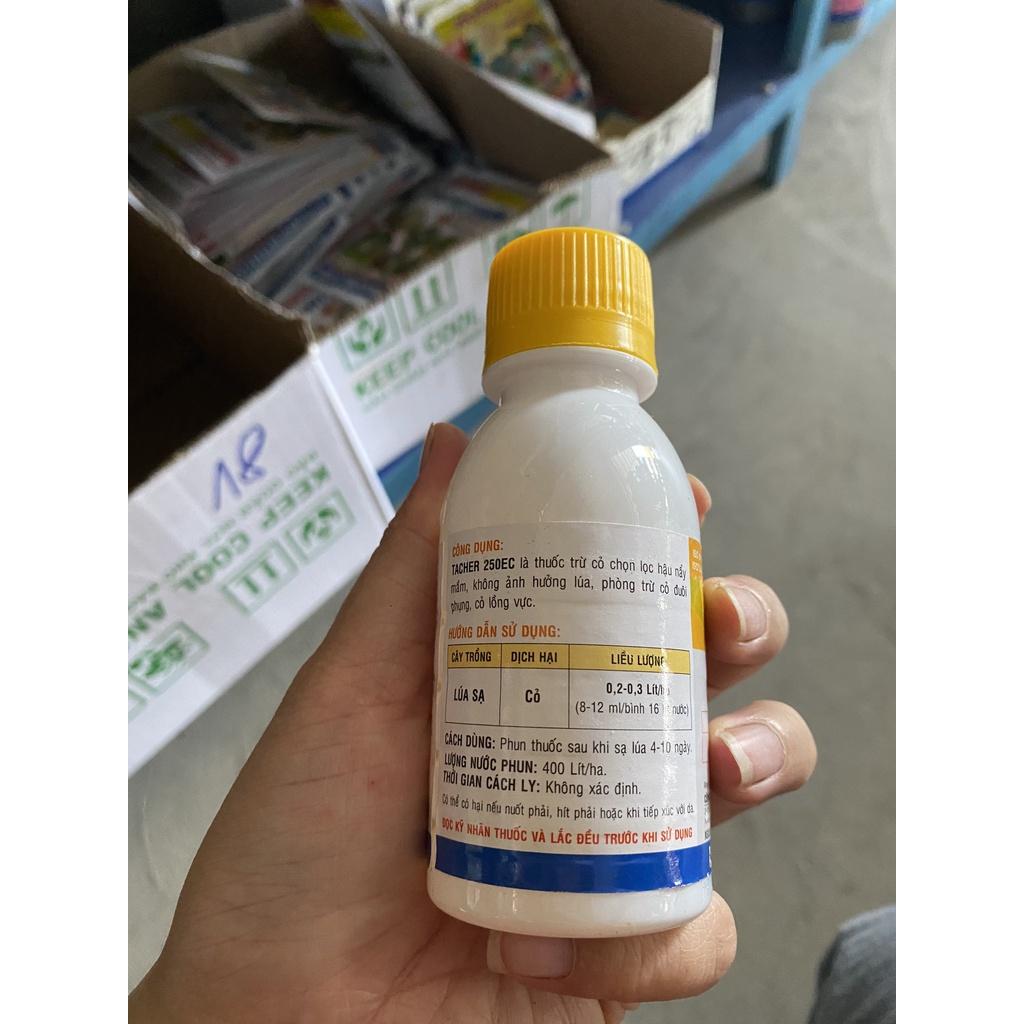 KEEP COOL
18
KEEP COOL
CÔNG DỤNG:
TACHER 250EC là thuốc trừ cỏ chọn lọc hậu nẩy
mầm, không ảnh hưởng lúa, phòng trừ cỏ đuôi
phụng, cỏ lồng vực.
HƯỚNG DẪN SỬ DỤNG:
CÂY TRỒNG DỊCH HẠI LIỀU LƯỢNG
LÚA SẠ CỎ 0,2-0,3 Lít/ha
(8-12 ml/bình 16 lít nước)
CÁCH DÙNG: Phun thuốc sau khi sạ lúa 4-10 ngày.
LƯỢNG NƯỚC PHUN: 400 Lít/ha.
THỜI GIAN CÁCH LY: Không xác định.
Có thể có hại nếu nuốt phải, hít phải hoặc khi tiếp xúc với da.
ĐỌC KỸ NHÃN THUỐC VÀ LẮC ĐỀU TRƯỚC KHI SỬ DỤNG